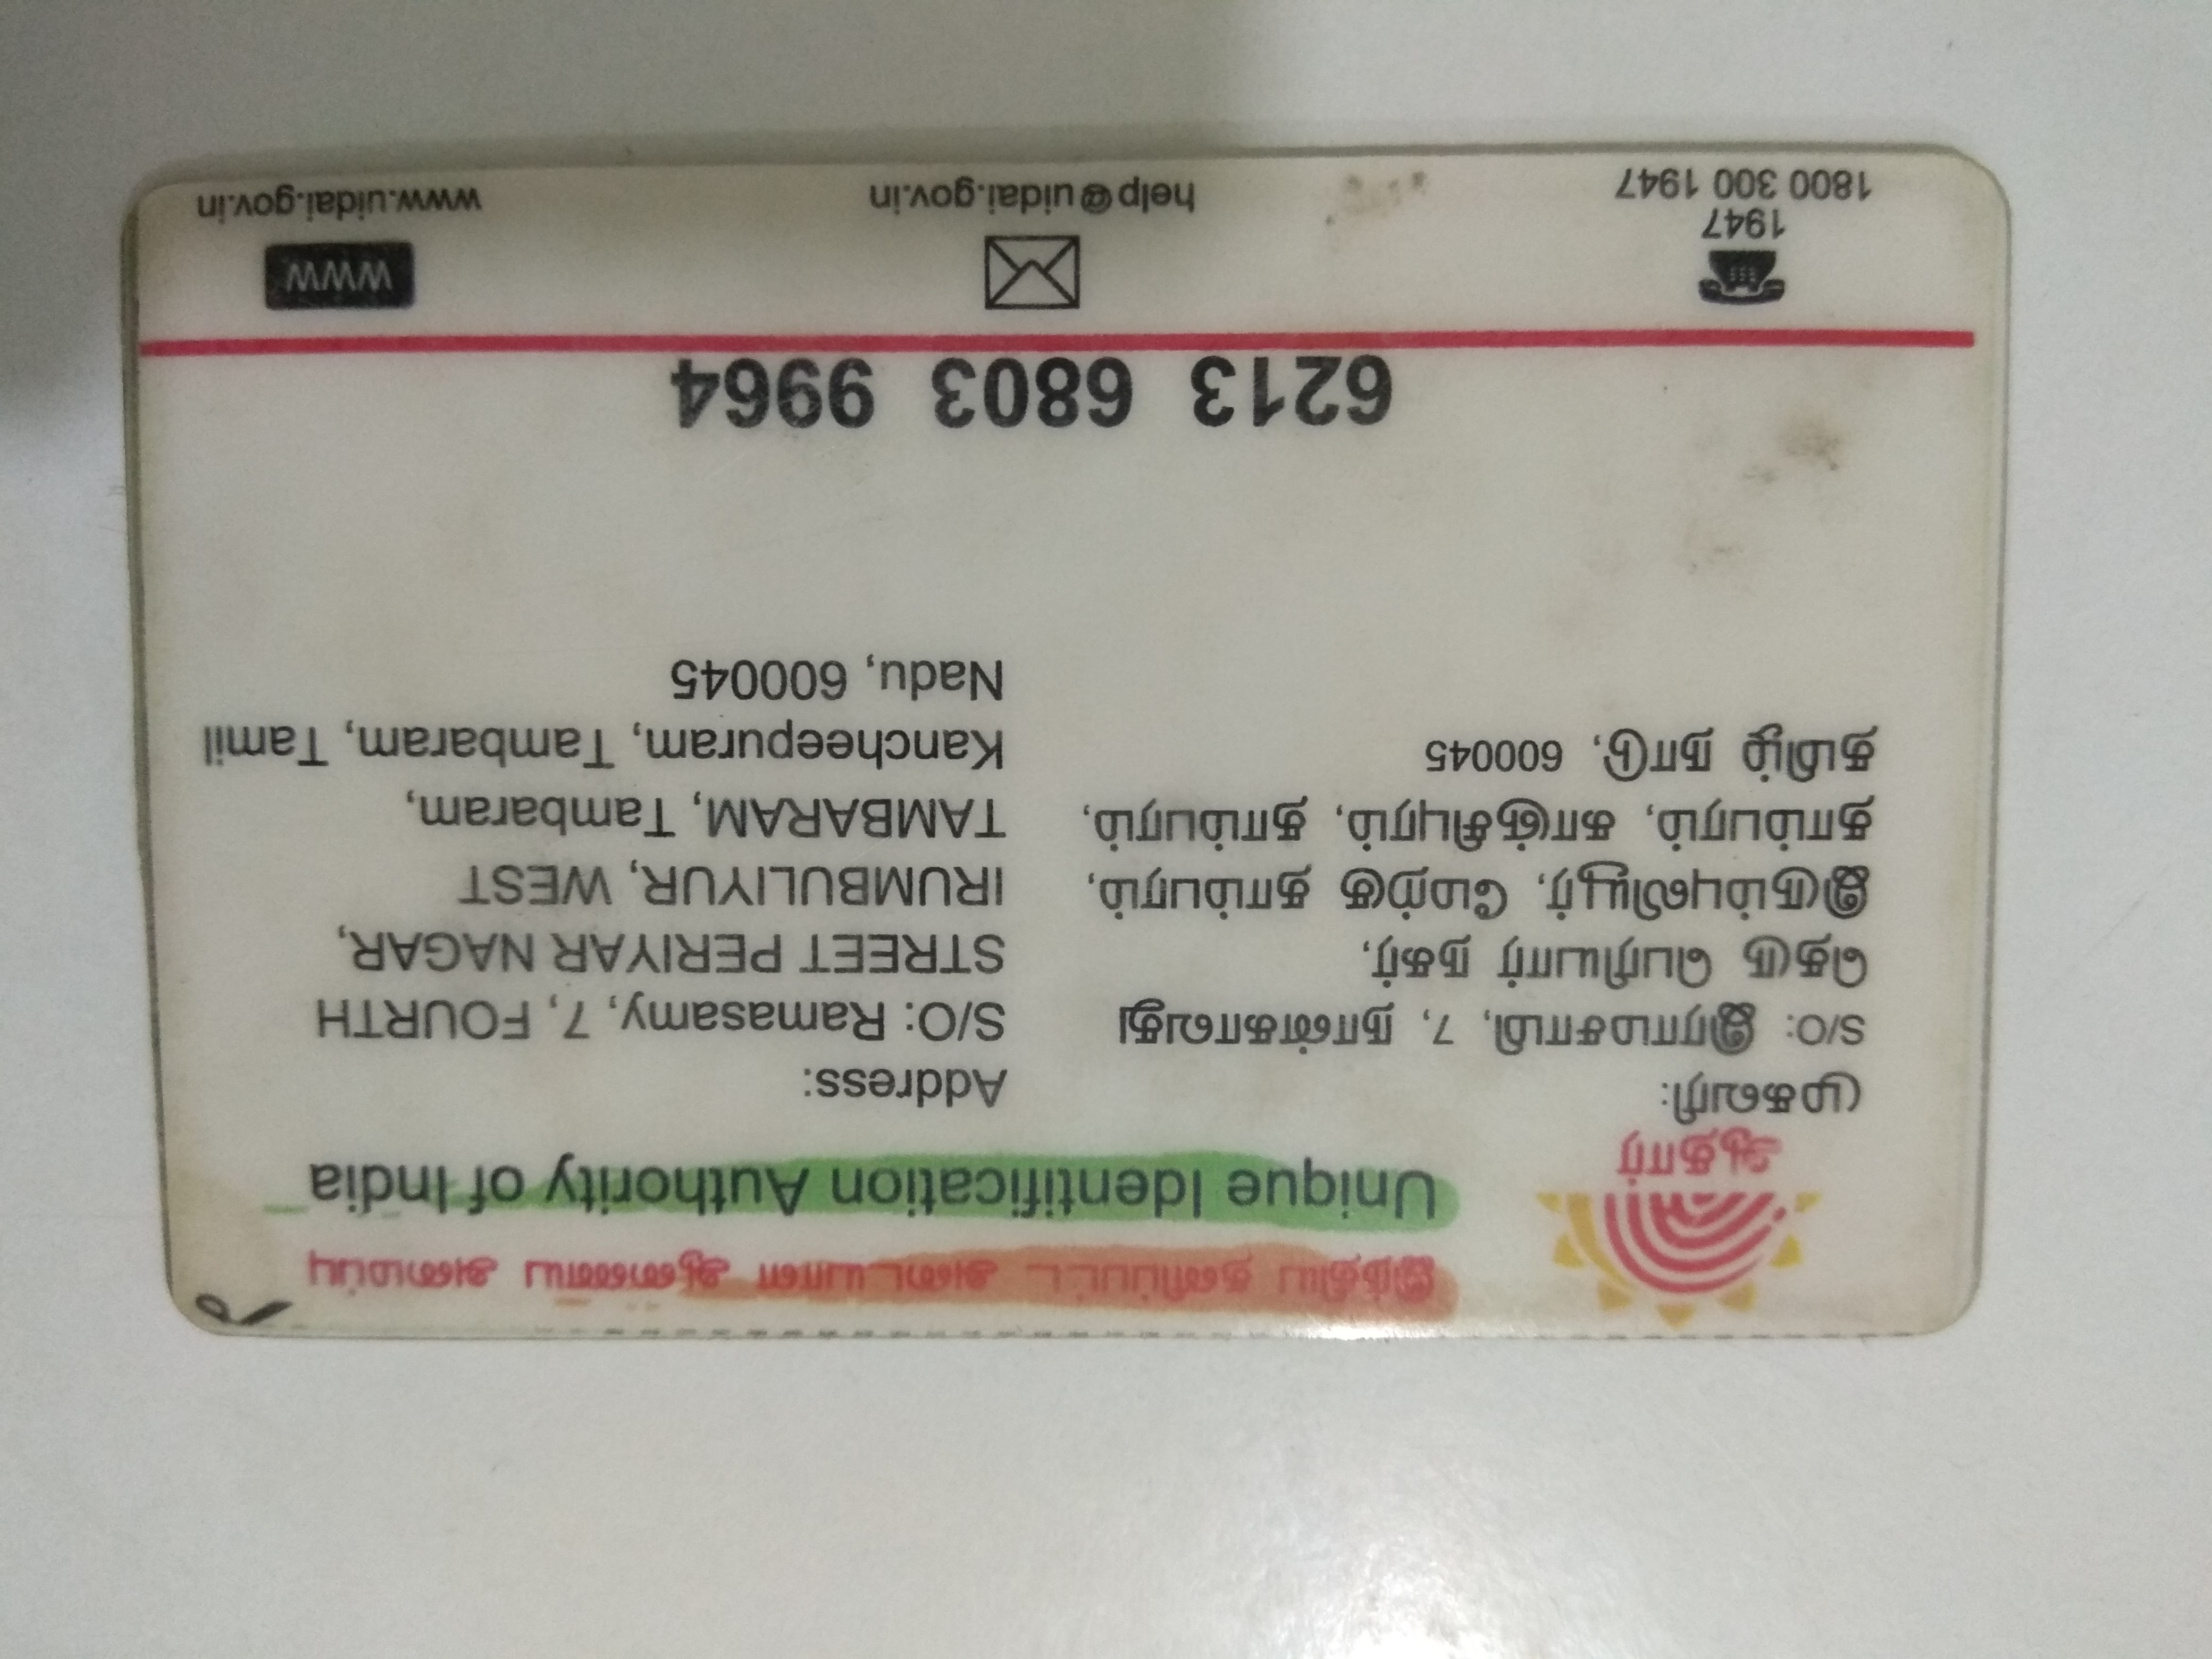 இந்திய தனிப்பட்ட அடையாள ஆணைய அமைப்பு
Unique Identification Authority of India
ஆதார்
முகவரி:
S/O: இராமசாமி, 7, நான்காவது
தெரு பெரியார் நகர்,
இரும்புலியூர், மேற்கு தாம்பரம்,
தாம்பரம், காஞ்சிபுரம், தாம்பரம்,
தமிழ் நாடு, 600045
Address:
S/O: Ramasamy, 7, FOURTH
STREET PERIYAR NAGAR,
IRUMBULIYUR, WEST
TAMBARAM, Tambaram,
Kancheepuram, Tambaram, Tamil
Nadu, 600045
6213 6803 9964
1947
1800 300 1947
help@uidai.gov.in
WWW
www.uidai.gov.in